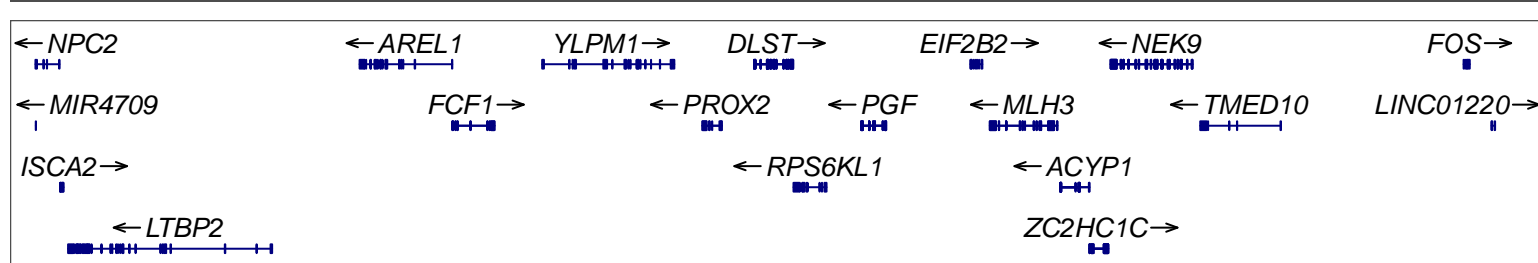 ←NPC2 ←AREL1 YLPM1→ DLST→ EIF2B2→ ←NEK9 FOS→
←MIR4709 FCF1→ ←PROX2 ←PGF ←MLH3 ←TMED10 LINC01220→
ISCA2→ ←RPS6KL1 ←ACYP1
←LTBP2 ZC2HC1C→